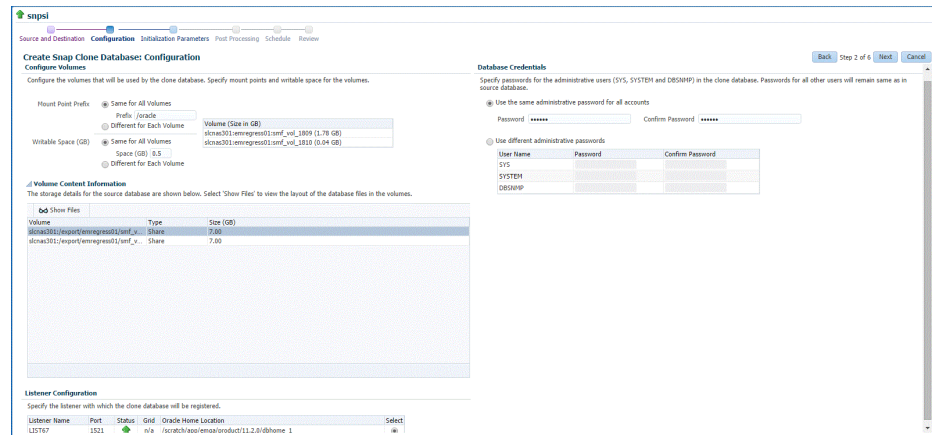 snpsi
Source and Destination Configuration Initialization Parameters Post Processing Schedule Review
Create Snap Clone Database: Configuration
Back Step 2 of 6 Next Cancel
Configure Volumes
Configure the volumes that will be used by the clone database. Specify mount points and writable space for the volumes.
Mount Point Prefix Same for All Volumes
Prefix /oracle
Different for Each Volume
Writable Space (GB) Same for All Volumes
Space (GB) 0.5
Different for Each Volume
Volume (Size in GB)
slcnas301:emregress01:smf_vol_1809 (1.78 GB)
slcnas301:emregress01:smf_vol_1810 (0.04 GB)
Volume Content Information
The storage details for the source database are shown below. Select 'Show Files' to view the layout of the database files in the volumes.
Show Files
Volume Type Size (GB)
slcnas301:/export/emregress01/smf_v... Share 7.00
slcnas301:/export/emregress01/smf_v... Share 7.00
Listener Configuration
Specify the listener with which the clone database will be registered.
Listener Name Port Status Grid Oracle Home Location Select
LIST67 1521 n/a /scratch/app/emga/product/11.2.0/dbhome_1
Database Credentials
Specify passwords for the administrative users (SYS, SYSTEM and DBSNMP) in the clone database. Passwords for all other users will remain same as in
source database.
Use the same administrative password for all accounts
Password •••••• Confirm Password ••••••
Use different administrative passwords
User Name Password Confirm Password
SYS
SYSTEM
DBSNMP